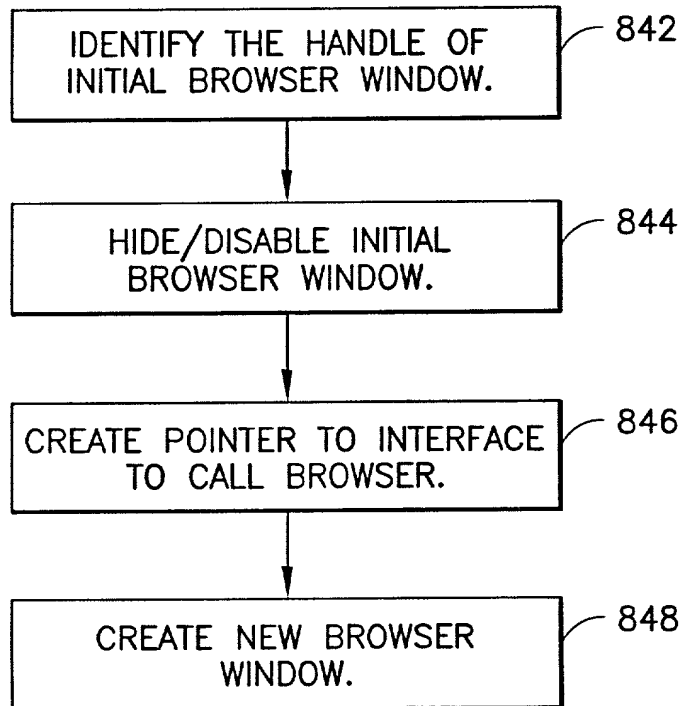 IDENTIFY THE HANDLE OF
INITIAL BROWSER WINDOW.
842
HIDE/DISABLE INITIAL
BROWSER WINDOW.
844
CREATE POINTER TO INTERFACE
TO CALL BROWSER.
846
CREATE NEW BROWSER
WINDOW.
848